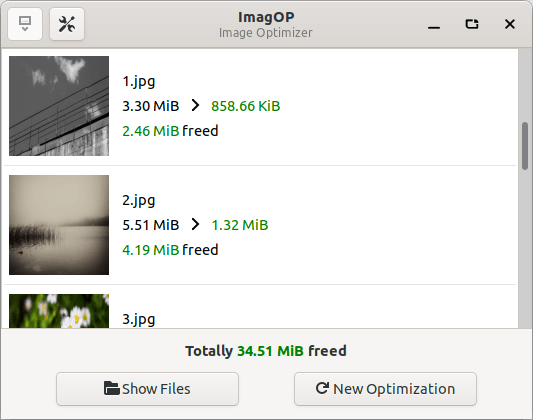 ImagOP
Image Optimizer
1.jpg
3.30 MiB 858.66 KiB
2.46 MiB freed
2.jpg
5.51 MiB 1.32 MiB
4.19 MiB freed
3.jpg
Totally 34.51 MiB freed
Show Files
New Optimization